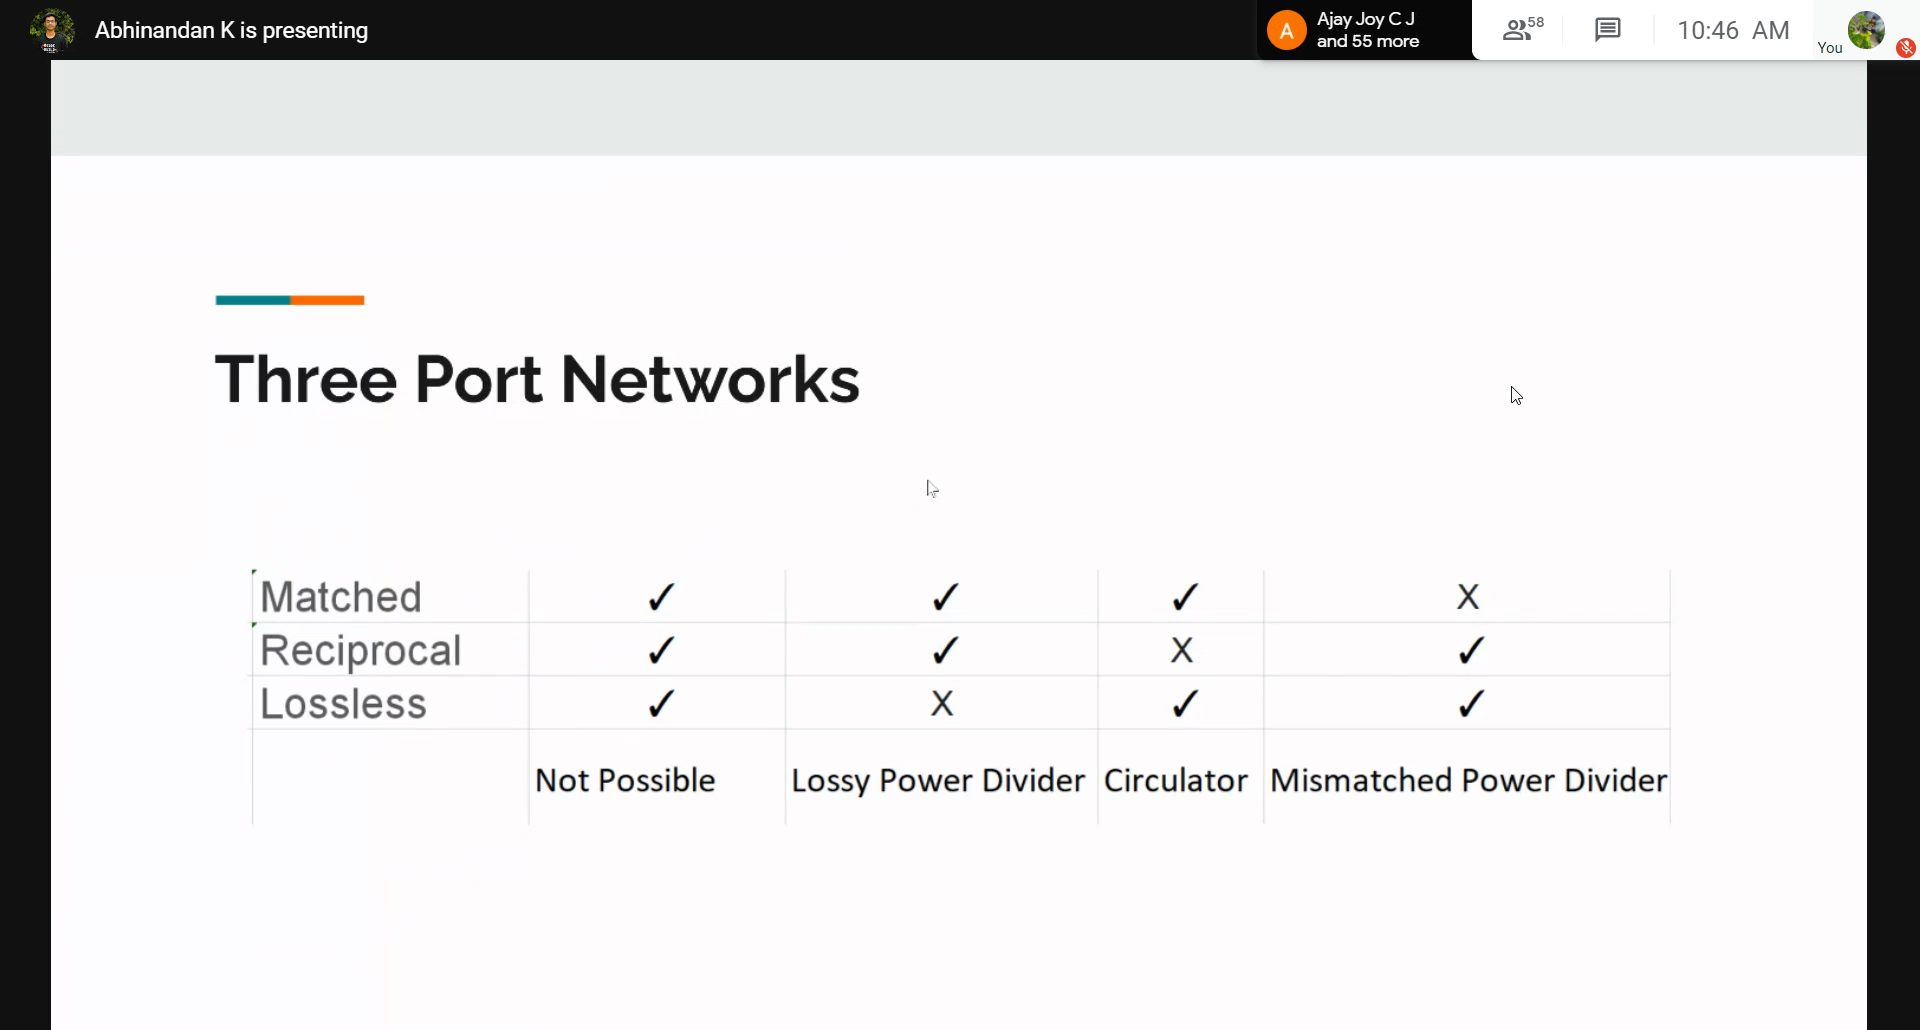 Abhinandan K is presenting
A
Ajay Joy C J
and 55 more
58
10:46 AM
You
Three Port Networks
Matched ✓ ✓ ✓ X
Reciprocal ✓ ✓ X ✓
Lossless ✓ X ✓ ✓
Not Possible Lossy Power Divider Circulator Mismatched Power Divider